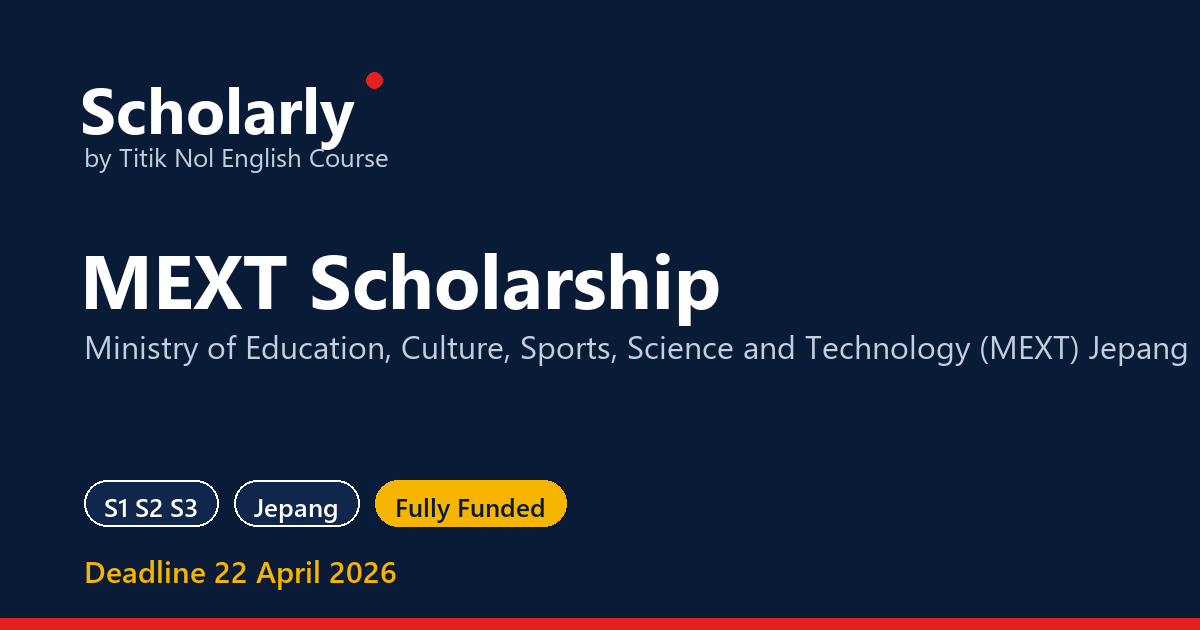 Scholarly
by Titik Nol English Course
MEXT Scholarship
Ministry of Education, Culture, Sports, Science and Technology (MEXT) Jepang
S1 S2 S3
Jepang
Fully Funded
Deadline 22 April 2026